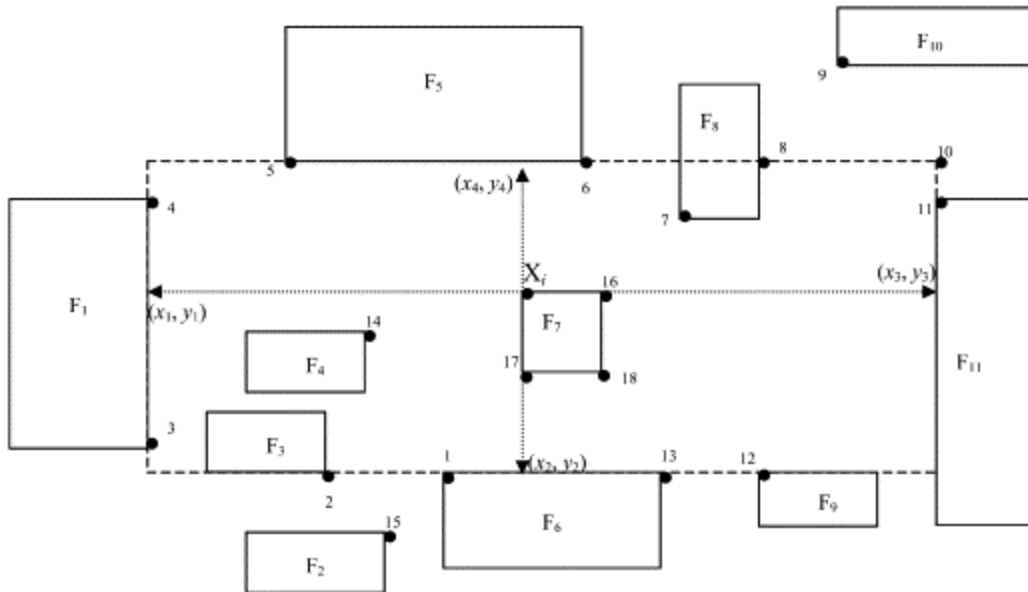 F10
F5
9
F8
8
10
5
(x4, y4)
6
4
7
11
Xi
(x3, y3)
16
F1
(x1, y1)
F7
14
F4
17
18
F11
3
F3
1
(x2, y2)
13
12
2
F6
F9
15
F2